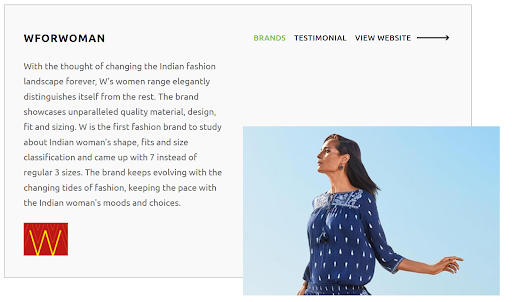 WFORWOMAN
BRANDS TESTIMONIAL VIEW WEBSITE
With the thought of changing the Indian fashion
landscape forever, W's women range elegantly
distinguishes itself from the rest. The brand
showcases unparalleled quality material, design,
fit and sizing. W is the first fashion brand to study
about Indian woman's shape, fits and size
classification and came up with 7 instead of
regular 3 sizes. The brand keeps evolving with the
changing tides of fashion, keeping the pace with
the Indian woman's moods and choices.
W